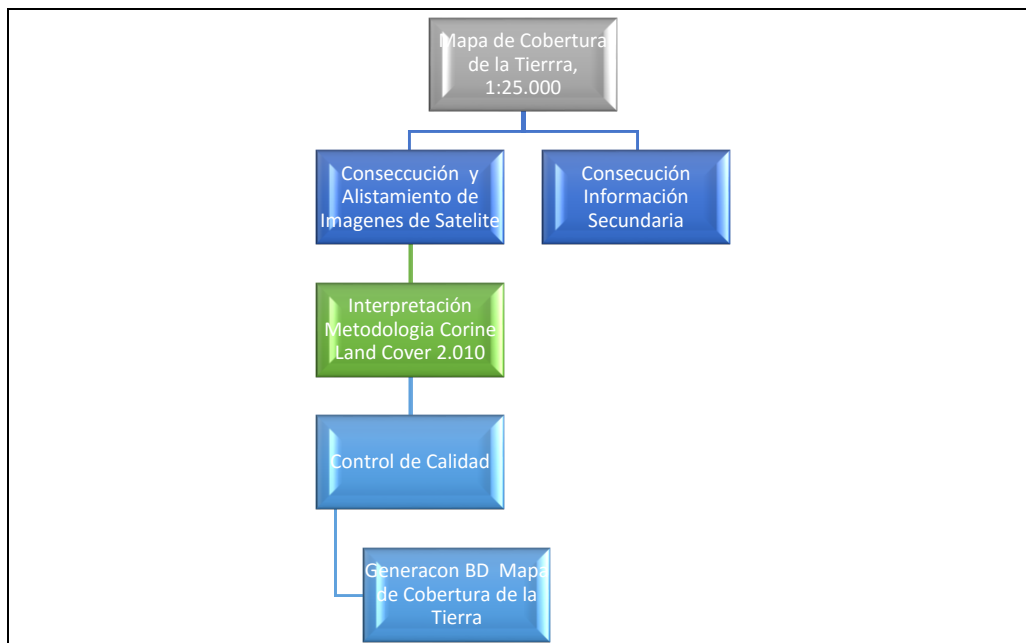 Mapa de Cobertura
de la Tierrra,
1:25.000
Conseccución y
Alistamiento de
Imagenes de Satelite
Consecución
Información
Secundaria
Interpretación
Metodologia Corine
Land Cover 2.010
Control de Calidad
Generacon BD Mapa
de Cobertura de la
Tierra